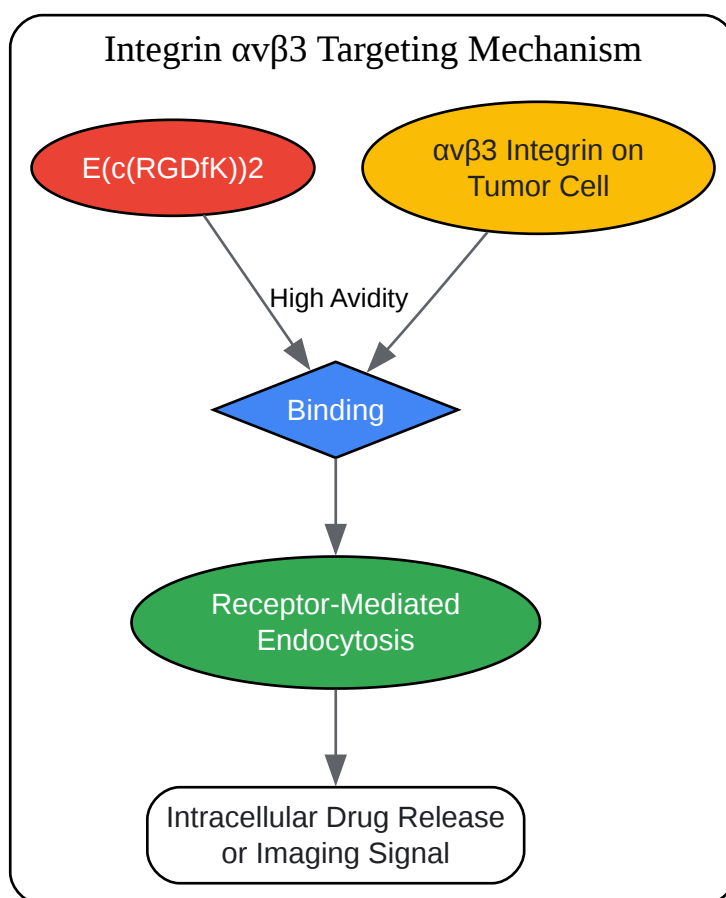 Integrin αvβ3 Targeting Mechanism
E(c(RGDfK))2
αvβ3 Integrin on
Tumor Cell
High Avidity
Binding
Receptor-Mediated
Endocytosis
Intracellular Drug Release
or Imaging Signal